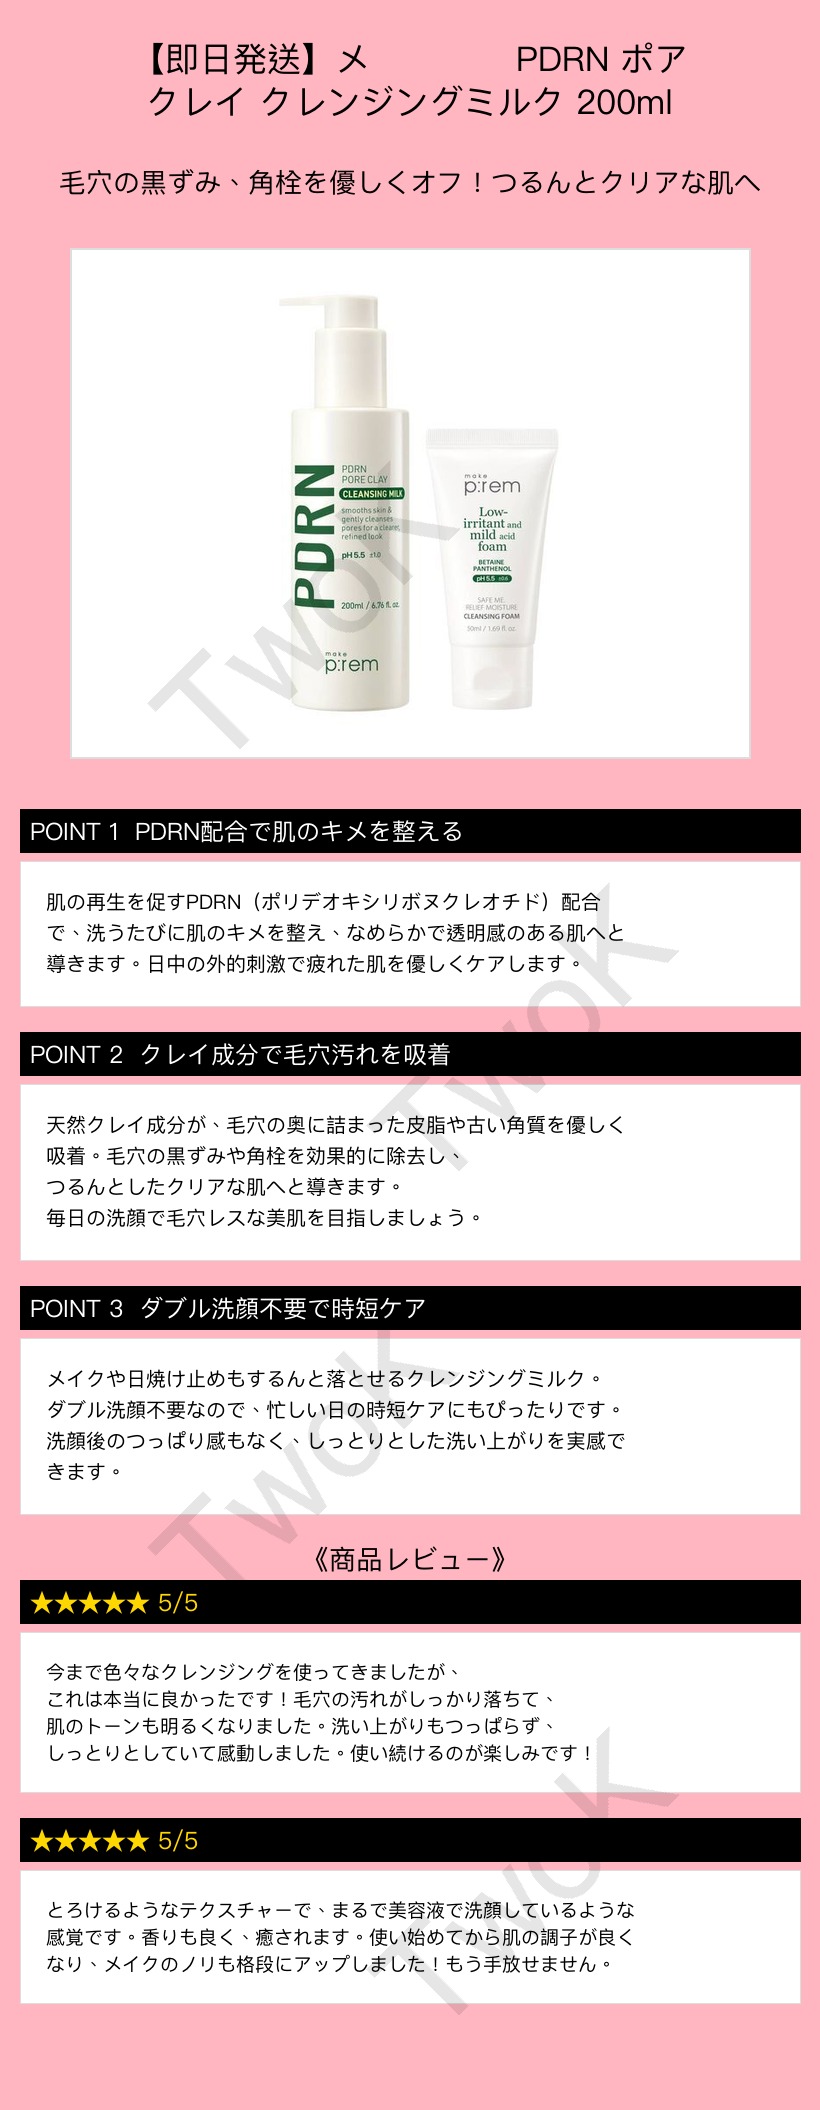 【即日発送】メ PDRN ポア
クレイ クレンジングミルク 200ml
毛穴の黒ずみ、角栓を優しくオフ！つるんとクリアな肌へ
PDRN
PDRN
PORE CLAY
CLEANSING MILK
smooths skin &
gently cleanses
pores for a clearer,
refined look
pH 5.5 ±1.0
200ml / 6.76 fl. oz.
make
p:rem
make
p:rem
Low-
irritant and
mild acid
foam
BETAINE
PANTHENOL
pH 5.5 ±0.6
SAFE ME.
RELIEF MOISTURE
CLEANSING FOAM
50ml / 1.69 fl. oz.
TwoK
POINT 1 PDRN配合で肌のキメを整える
肌の再生を促すPDRN（ポリデオキシリボヌクレオチド）配合
で、洗うたびに肌のキメを整え、なめらかで透明感のある肌へと
導きます。日中の外的刺激で疲れた肌を優しくケアします。
TwoK
POINT 2 クレイ成分で毛穴汚れを吸着
天然クレイ成分が、毛穴の奥に詰まった皮脂や古い角質を優しく
吸着。毛穴の黒ずみや角栓を効果的に除去し、
つるんとしたクリアな肌へと導きます。
毎日の洗顔で毛穴レスな美肌を目指しましょう。
POINT 3 ダブル洗顔不要で時短ケア
メイクや日焼け止めもするんと落とせるクレンジングミルク。
ダブル洗顔不要なので、忙しい日の時短ケアにもぴったりです。
洗顔後のつっぱり感もなく、しっとりとした洗い上がりを実感で
きます。
TwoK
《商品レビュー》
★★★★★ 5/5
今まで色々なクレンジングを使ってきましたが、
これは本当に良かったです！毛穴の汚れがしっかり落ちて、
肌のトーンも明るくなりました。洗い上がりもつっぱらず、
しっとりとしていて感動しました。使い続けるのが楽しみです！
★★★★★ 5/5
とろけるようなテクスチャーで、まるで美容液で洗顔しているような
感覚です。香りも良く、癒されます。使い始めてから肌の調子が良く
なり、メイクのノリも格段にアップしました！もう手放せません。
TwoK